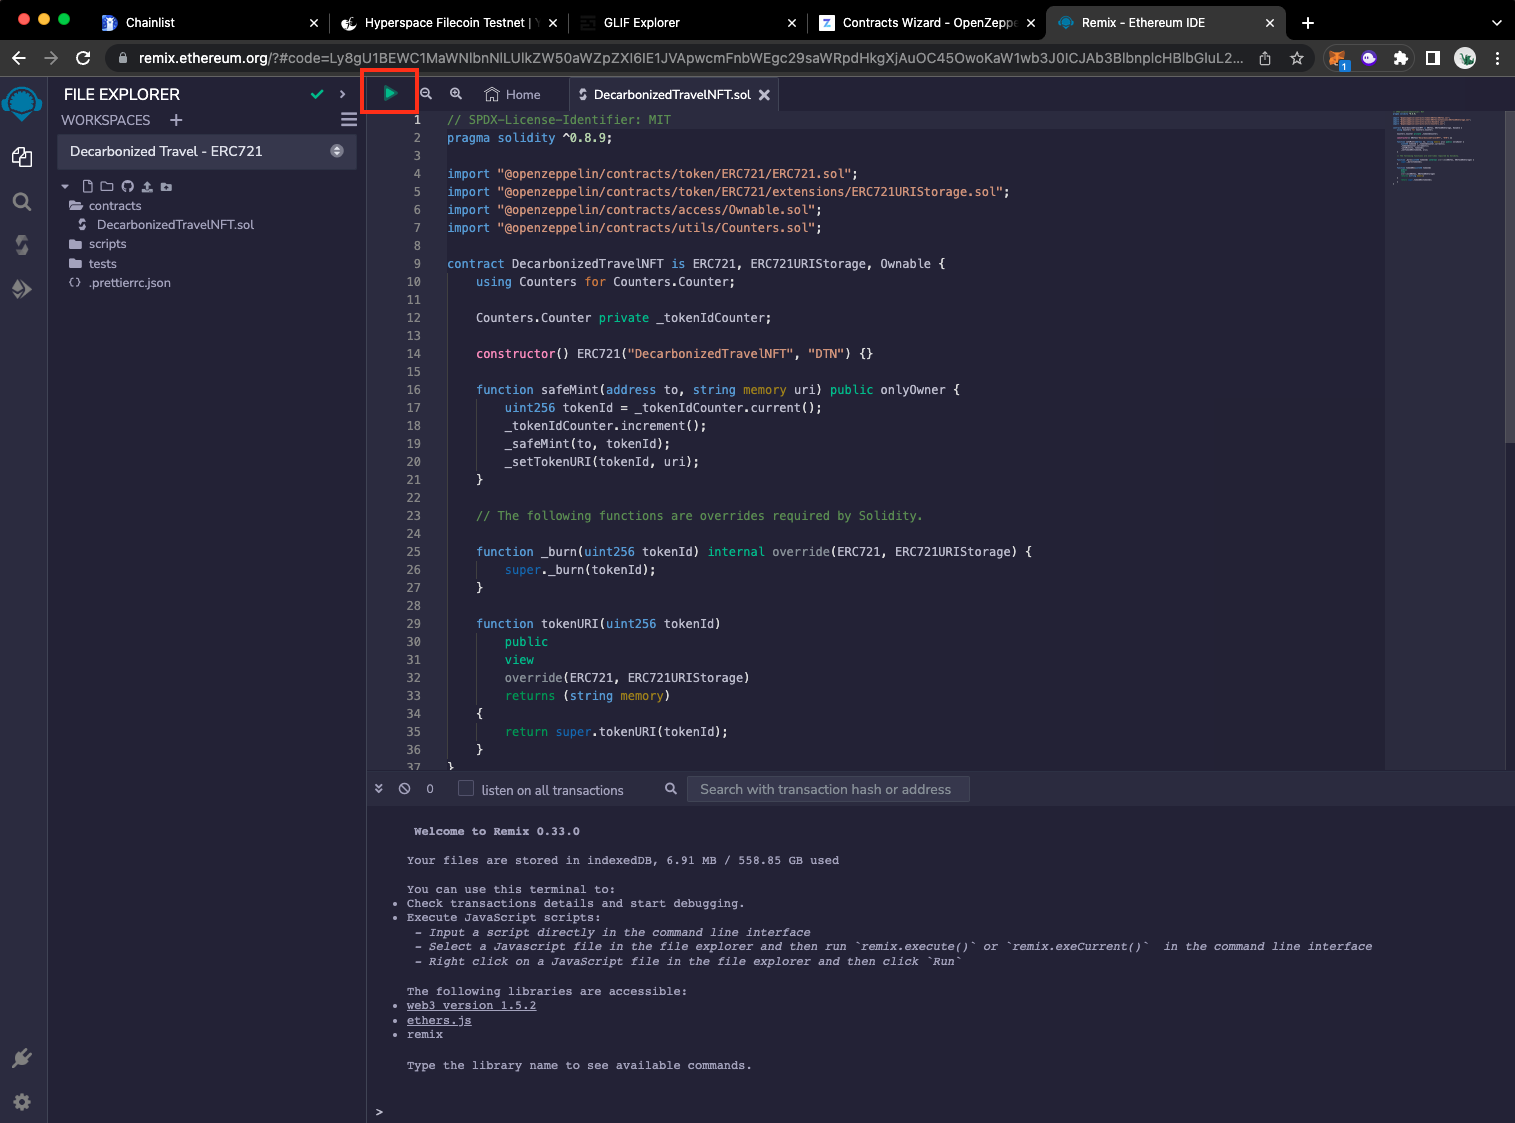 Chainlist
Hyperspace Filecoin Testnet | Y
GLIF Explorer
Contracts Wizard - OpenZeppe
Remix - Ethereum IDE
remix.ethereum.org/?#code=Ly8gU1BEWC1MaWNlbnNlLUlkZW50aWZpZXI6IE1JVApwcmFnbWEgc29saWRpdHkgXjAuOC45OwoKaW1wb3J0ICJAb3BlbnplcHBlbGluL2...
1
FILE EXPLORER
WORKSPACES
Decarbonized Travel - ERC721
contracts
DecarbonizedTravelNFT.sol
scripts
tests
.prettierrc.json
Home
DecarbonizedTravelNFT.sol
1 // SPDX-License-Identifier: MIT
2 pragma solidity ^0.8.9;
3
4 import "@openzeppelin/contracts/token/ERC721/ERC721.sol";
5 import "@openzeppelin/contracts/token/ERC721/extensions/ERC721URIStorage.sol";
6 import "@openzeppelin/contracts/access/Ownable.sol";
7 import "@openzeppelin/contracts/utils/Counters.sol";
8
9 contract DecarbonizedTravelNFT is ERC721, ERC721URIStorage, Ownable {
10 using Counters for Counters.Counter;
11
12 Counters.Counter private _tokenIdCounter;
13
14 constructor() ERC721("DecarbonizedTravelNFT", "DTN") {}
15
16 function safeMint(address to, string memory uri) public onlyOwner {
17 uint256 tokenId = _tokenIdCounter.current();
18 _tokenIdCounter.increment();
19 _safeMint(to, tokenId);
20 _setTokenURI(tokenId, uri);
21 }
22
23 // The following functions are overrides required by Solidity.
24
25 function _burn(uint256 tokenId) internal override(ERC721, ERC721URIStorage) {
26 super._burn(tokenId);
27 }
28
29 function tokenURI(uint256 tokenId)
30 public
31 view
32 override(ERC721, ERC721URIStorage)
33 returns (string memory)
34 {
35 return super.tokenURI(tokenId);
36 }
37 }
0
listen on all transactions
Search with transaction hash or address
Welcome to Remix 0.33.0
Your files are stored in indexedDB, 6.91 MB / 558.85 GB used
You can use this terminal to:
• Check transactions details and start debugging.
• Execute JavaScript scripts:
- Input a script directly in the command line interface
- Select a Javascript file in the file explorer and then run `remix.execute()` or `remix.exeCurrent()` in the command line interface
- Right click on a JavaScript file in the file explorer and then click `Run`
The following libraries are accessible:
• web3 version 1.5.2
• ethers.js
• remix
Type the library name to see available commands.
>